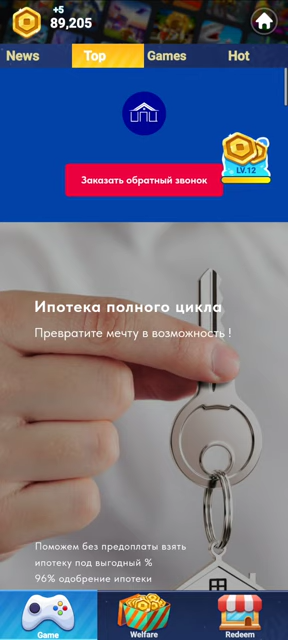 +5
89,205
News
Top
Games
Hot
LV.12
Заказать обратный звонок
Ипотека полного цикла
Превратите мечту в возможность !
Поможем без предоплаты взять
ипотеку под выгодный %
96% одобрение ипотеки
Game
Welfare
Redeem